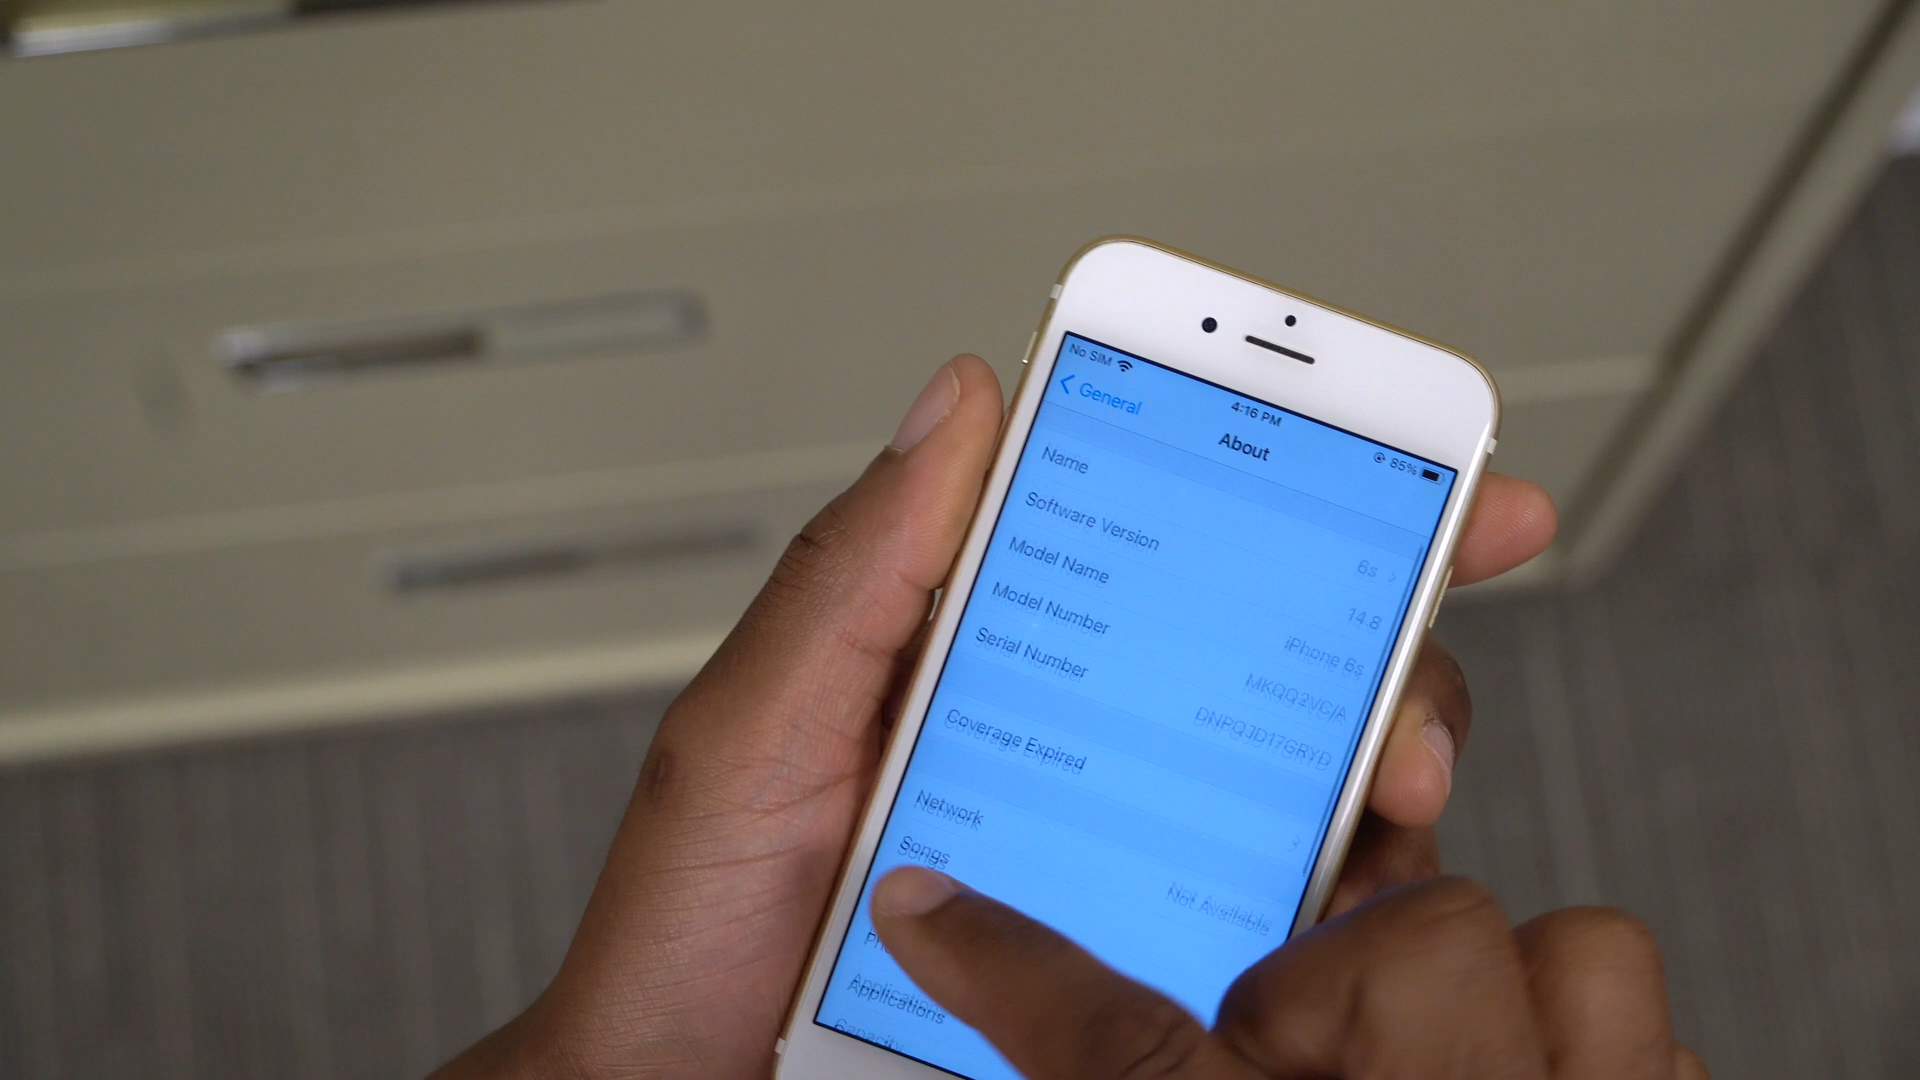 No SIM
4:16 PM
85%
General
About
Name
6s
Software Version
14.8
Model Name
iPhone 6s
Model Number
MKQQ2VC/A
Serial Number
DNPQJD17GRYD
Coverage Expired
Network
Not Available
Songs
Applications
Capacity